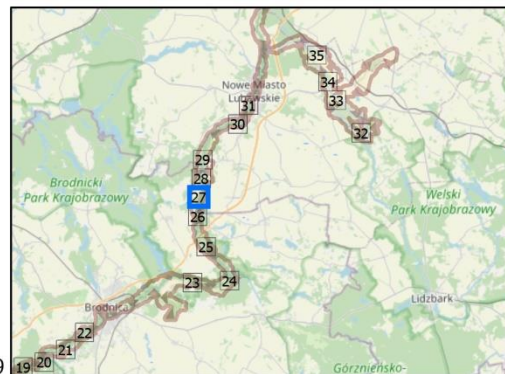 35
34
Nowe Miasto
Lubawskie
33
31
30
32
29
28
Brodnicki
Park Krajobrazowy
27
Welski
Park Krajobrazowy
26
25
24
23
Lidzbark
Brodnica
22
21
20
9
19
Górznieńsko-